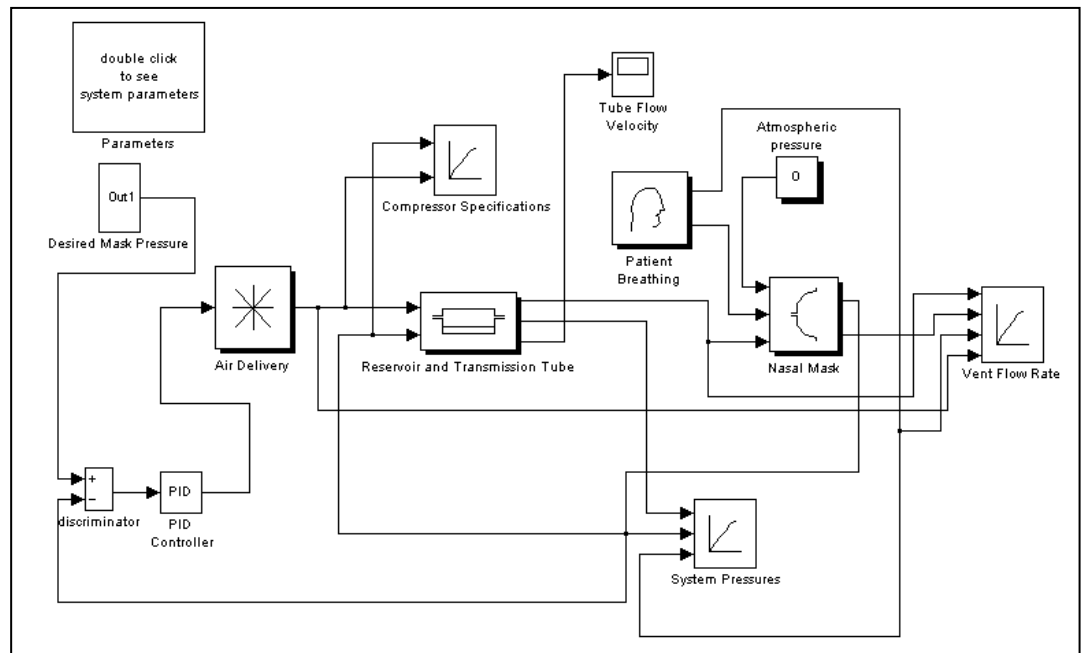 double click
to see
system parameters
Parameters
Out1
Desired Mask Pressure
Compressor Specifications
Tube Flow
Velocity
Atmospheric
pressure
0
Patient
Breathing
Air Delivery
Reservoir and Transmission Tube
Nasal Mask
Vent Flow Rate
+
−
discriminator
PID
PID
Controller
System Pressures